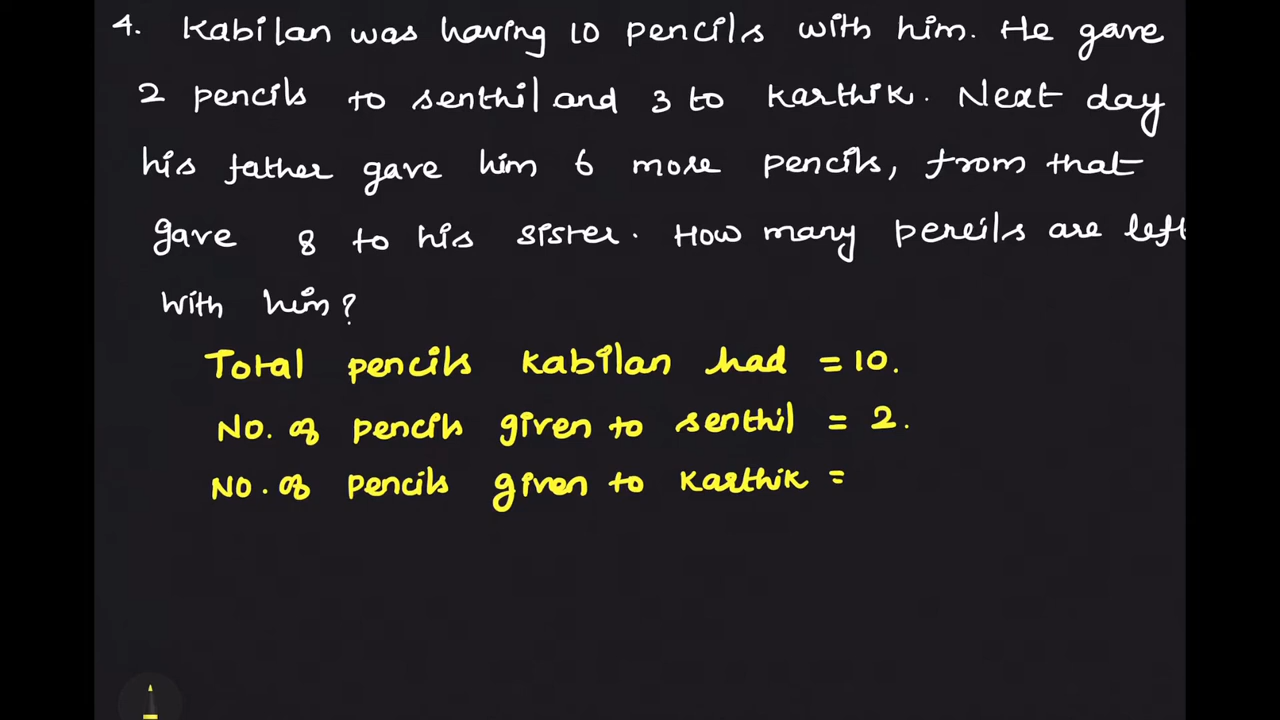 4. Kabilan was having 10 pencils with him. He gave
2 pencils to senthil and 3 to Karthik. Next day
his father gave him 6 more pencils, from that
gave 8 to his sister. How many pencils are left
with him?
Total pencils Kabilan had = 10.
No. of pencils given to senthil = 2.
No. of pencils given to Karthik =